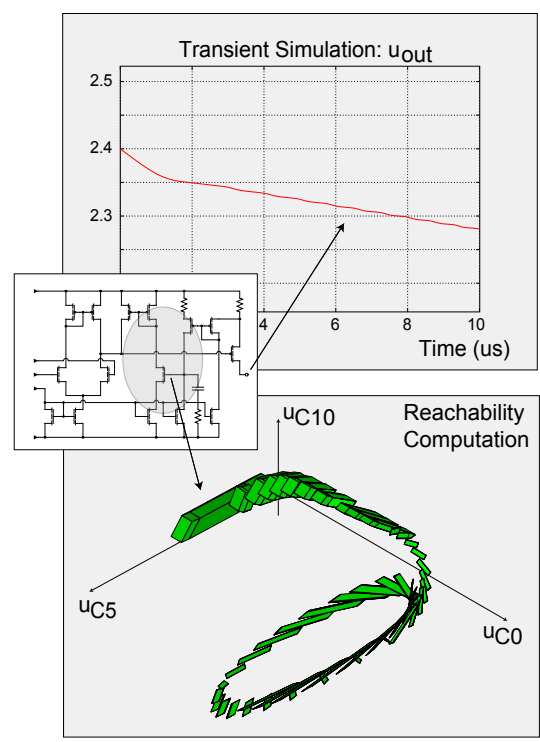 Transient Simulation: uout
2.5
2.4
2.3
4 6 8 10
Time (us)
uC10
Reachability
Computation
uC5
uC0